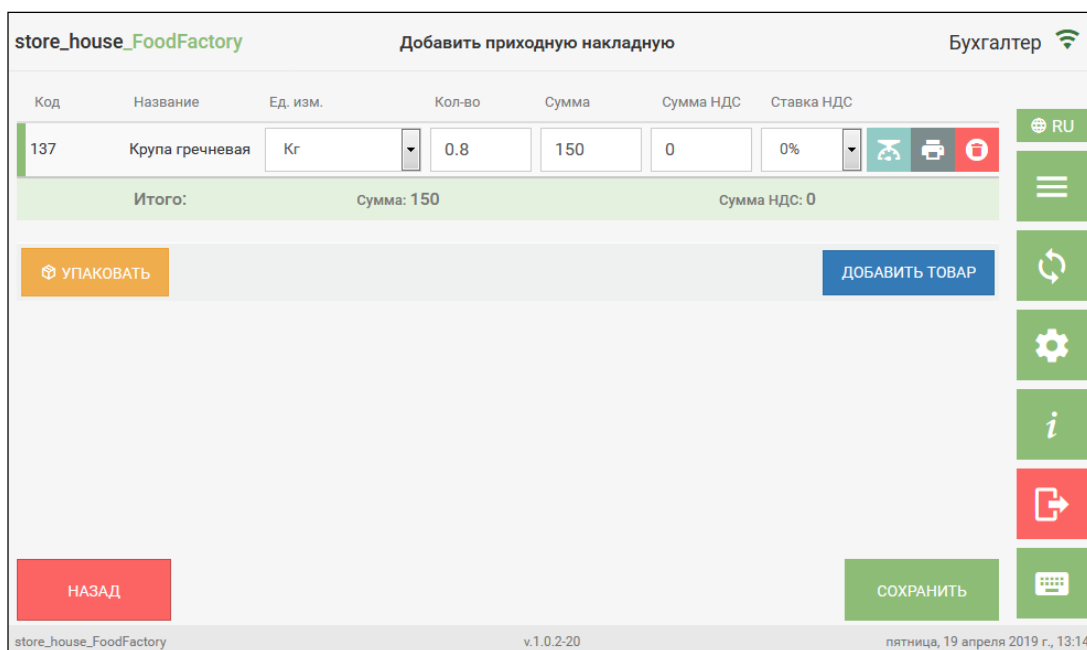 store_house_FoodFactory Добавить приходную накладную Бухгалтер
Код Название Ед. изм. Кол-во Сумма Сумма НДС Ставка НДС
RU
137 Крупа гречневая Кг 0.8 150 0 0%
Итого: Сумма: 150 Сумма НДС: 0
УПАКОВАТЬ ДОБАВИТЬ ТОВАР
i
НАЗАД СОХРАНИТЬ
store_house_FoodFactory v.1.0.2-20 пятница, 19 апреля 2019 г., 13:14